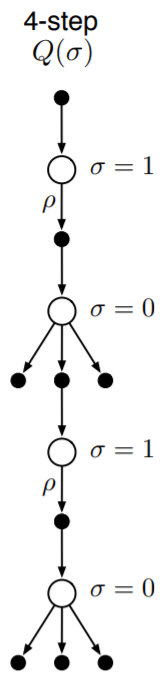 4-step
Q(σ)
σ = 1
ρ
σ = 0
σ = 1
ρ
σ = 0